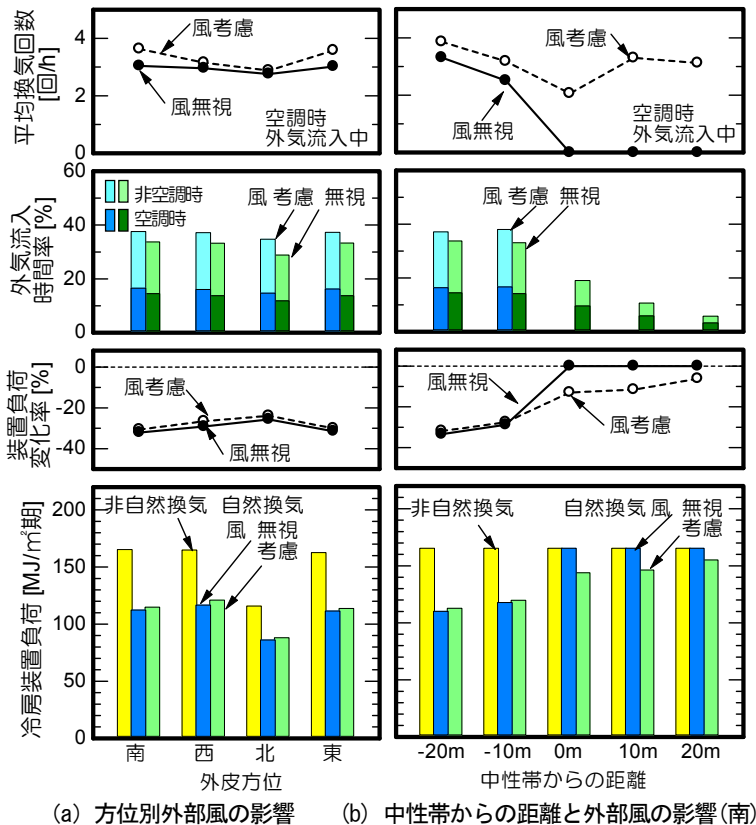 平均換気回数
[回/h]
4
2
0
風考慮
風無視
空調時
外気流入中
風考慮
風無視
空調時
外気流入中
外気流入
時間率 [%]
60
40
20
0
非空調時
空調時
風 考慮 無視
風 考慮 無視
装置負荷
変化率 [%]
0
-20
-40
風考慮
風無視
風無視
風考慮
冷房装置負荷 [MJ/㎡期]
200
150
100
50
0
非自然換気 自然換気
風 無視
考慮
非自然換気 自然換気 風 無視
考慮
南 西 北 東
外皮方位
-20m -10m 0m 10m 20m
中性帯からの距離
(a) 方位別外部風の影響
(b) 中性帯からの距離と外部風の影響(南)